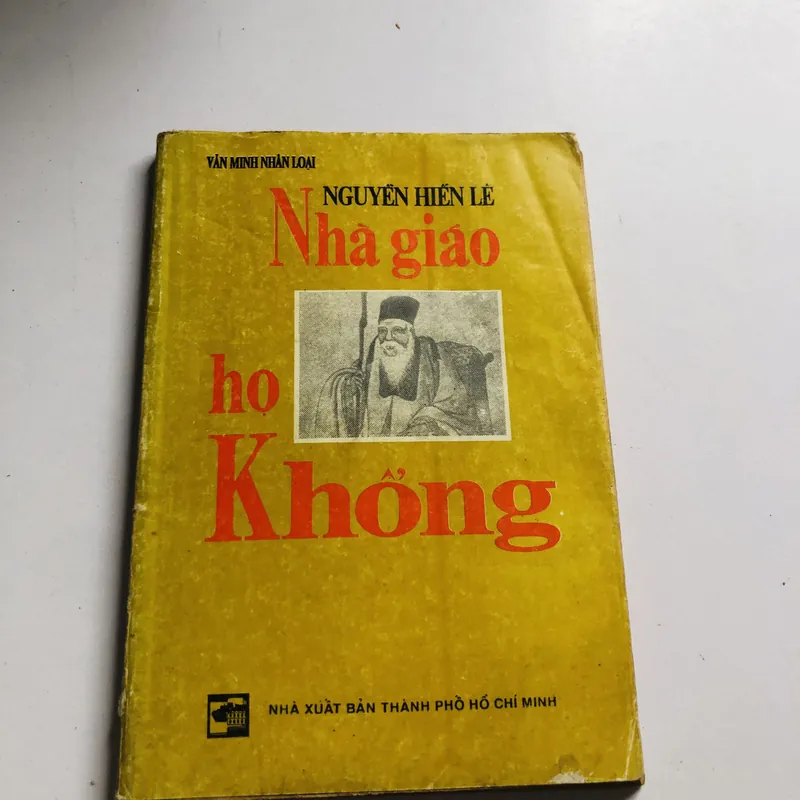 VĂN MINH NHÂN LOẠI
NGUYỄN HIẾN LÊ
Nhà giáo
họ
Khổng
NHÀ XUẤT BẢN THÀNH PHỐ HỒ CHÍ MINH